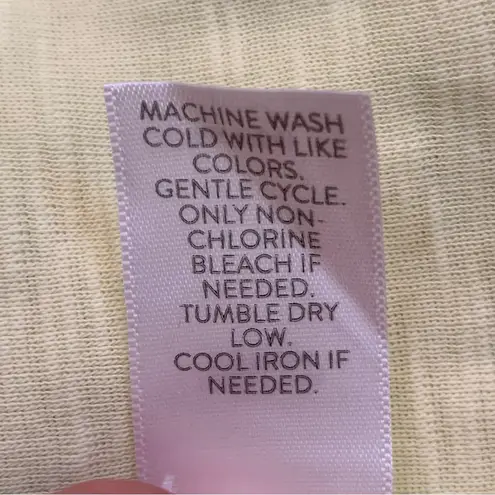 MACHINE WASH
COLD WITH LIKE
COLORS.
GENTLE CYCLE.
ONLY NON-
CHLORINE
BLEACH IF
NEEDED.
TUMBLE DRY
LOW.
COOL IRON IF
NEEDED.